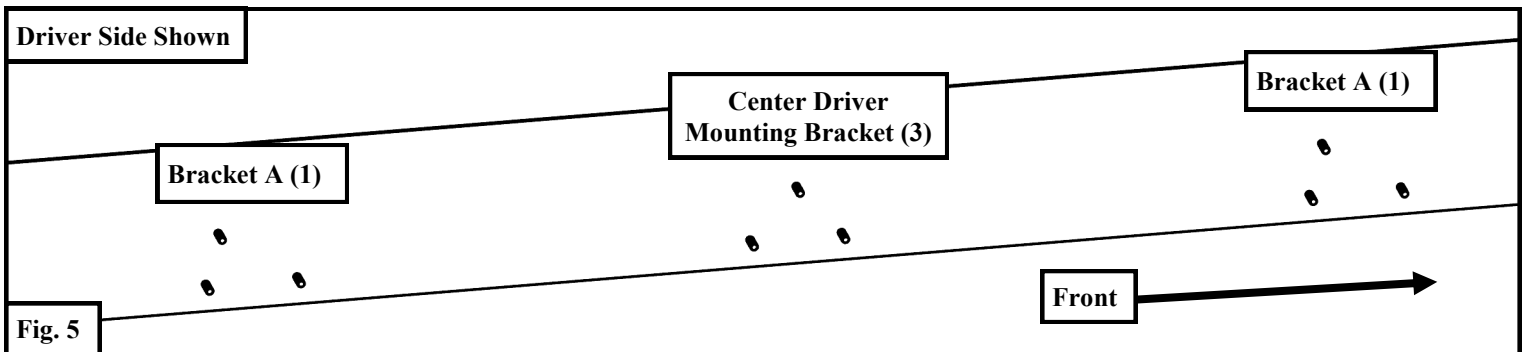 Driver Side Shown
Bracket A (1)
Center Driver
Mounting Bracket (3)
Bracket A (1)
Front
Fig. 5